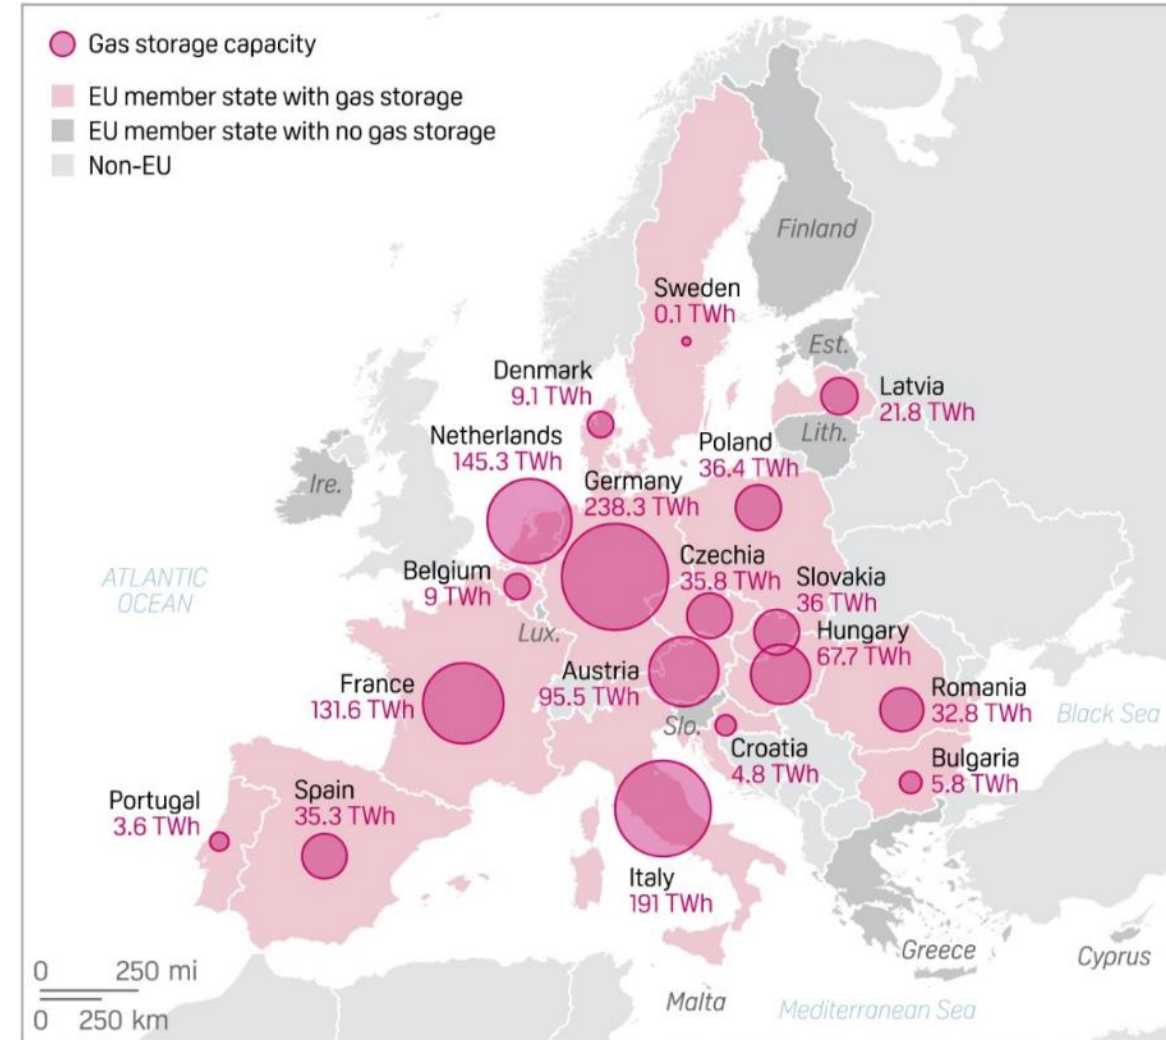 Gas storage capacity
EU member state with gas storage
EU member state with no gas storage
Non-EU
Finland
Sweden
0.1 TWh
Est.
Denmark
9.1 TWh
Latvia
21.8 TWh
Netherlands
145.3 TWh
Poland
36.4 TWh
Lith.
Ire.
Germany
238.3 TWh
Czechia
35.8 TWh
Belgium
9 TWh
Slovakia
36 TWh
ATLANTIC
OCEAN
Lux.
Hungary
67.7 TWh
Austria
95.5 TWh
France
131.6 TWh
Romania
32.8 TWh
Black Sea
Slo.
Croatia
4.8 TWh
Bulgaria
5.8 TWh
Portugal
3.6 TWh
Spain
35.3 TWh
Italy
191 TWh
Greece
Cyprus
0 250 mi
0 250 km
Malta
Mediterranean Sea